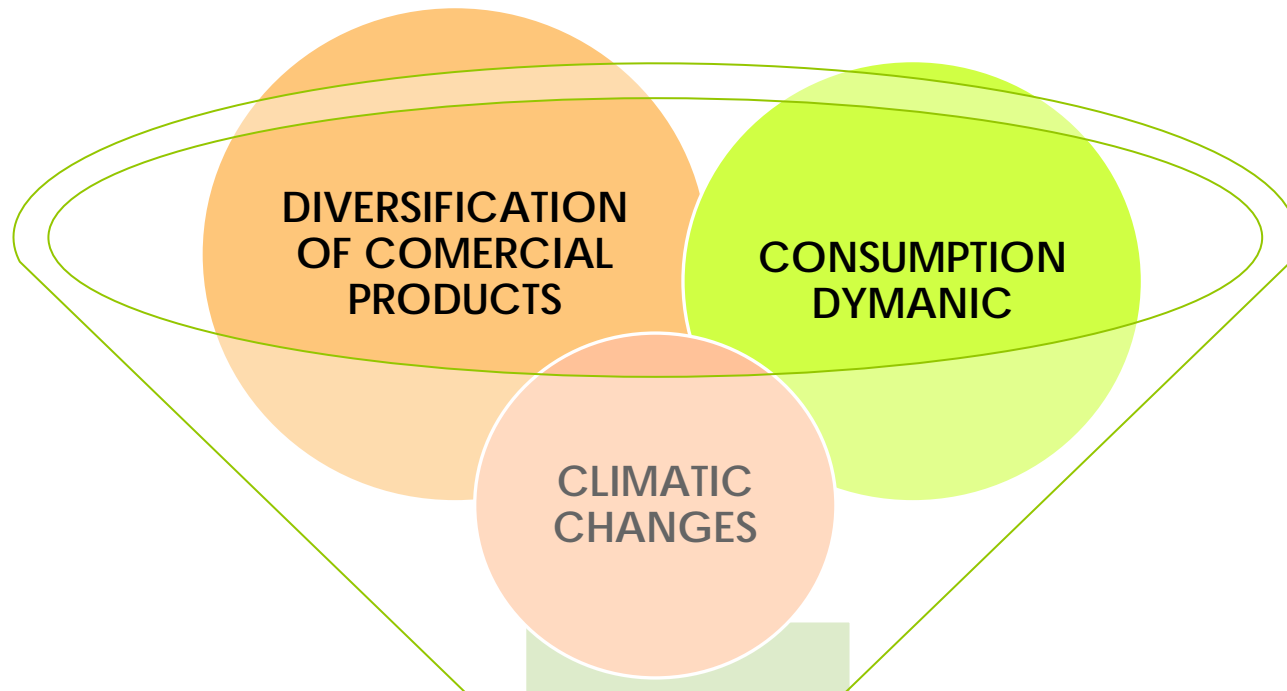 DIVERSIFICATION
OF COMERCIAL
PRODUCTS
CONSUMPTION
DYMANIC
CLIMATIC
CHANGES